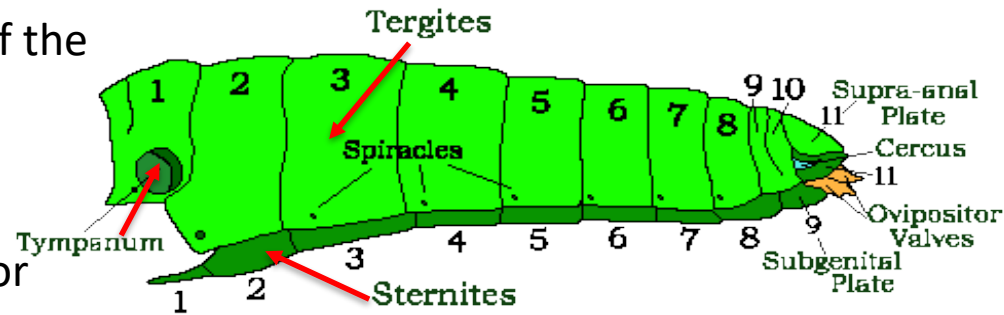 f the
Tergites
1 2 3 4 5 6 7 8 9 10
11 Supra-anal
Plate
Spiracles
Cercus
11
Ovipositor
Valves
Tympanum
or
1 2 3 4 5 6 7 8 9
Subgenital
Plate
Sternites